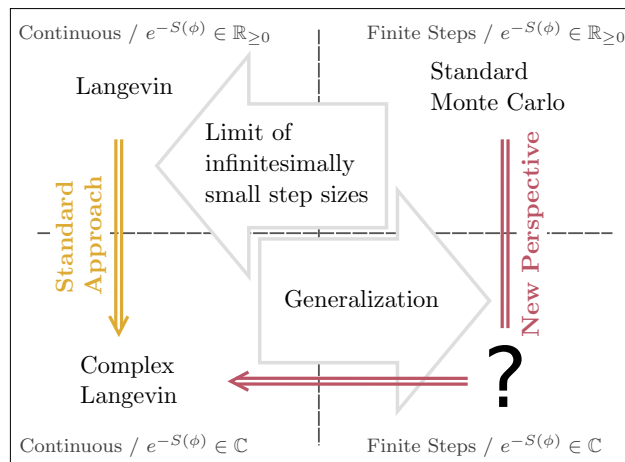 Continuous / $e^{-S(\phi)} \in \mathbb{R}_{\geq 0}$
Finite Steps / $e^{-S(\phi)} \in \mathbb{R}_{\geq 0}$
Langevin
Standard
Monte Carlo
Limit of
infinitesimally
small step sizes
Standard
Approach
New Perspective
Generalization
Complex
Langevin
?
Continuous / $e^{-S(\phi)} \in \mathbb{C}$
Finite Steps / $e^{-S(\phi)} \in \mathbb{C}$